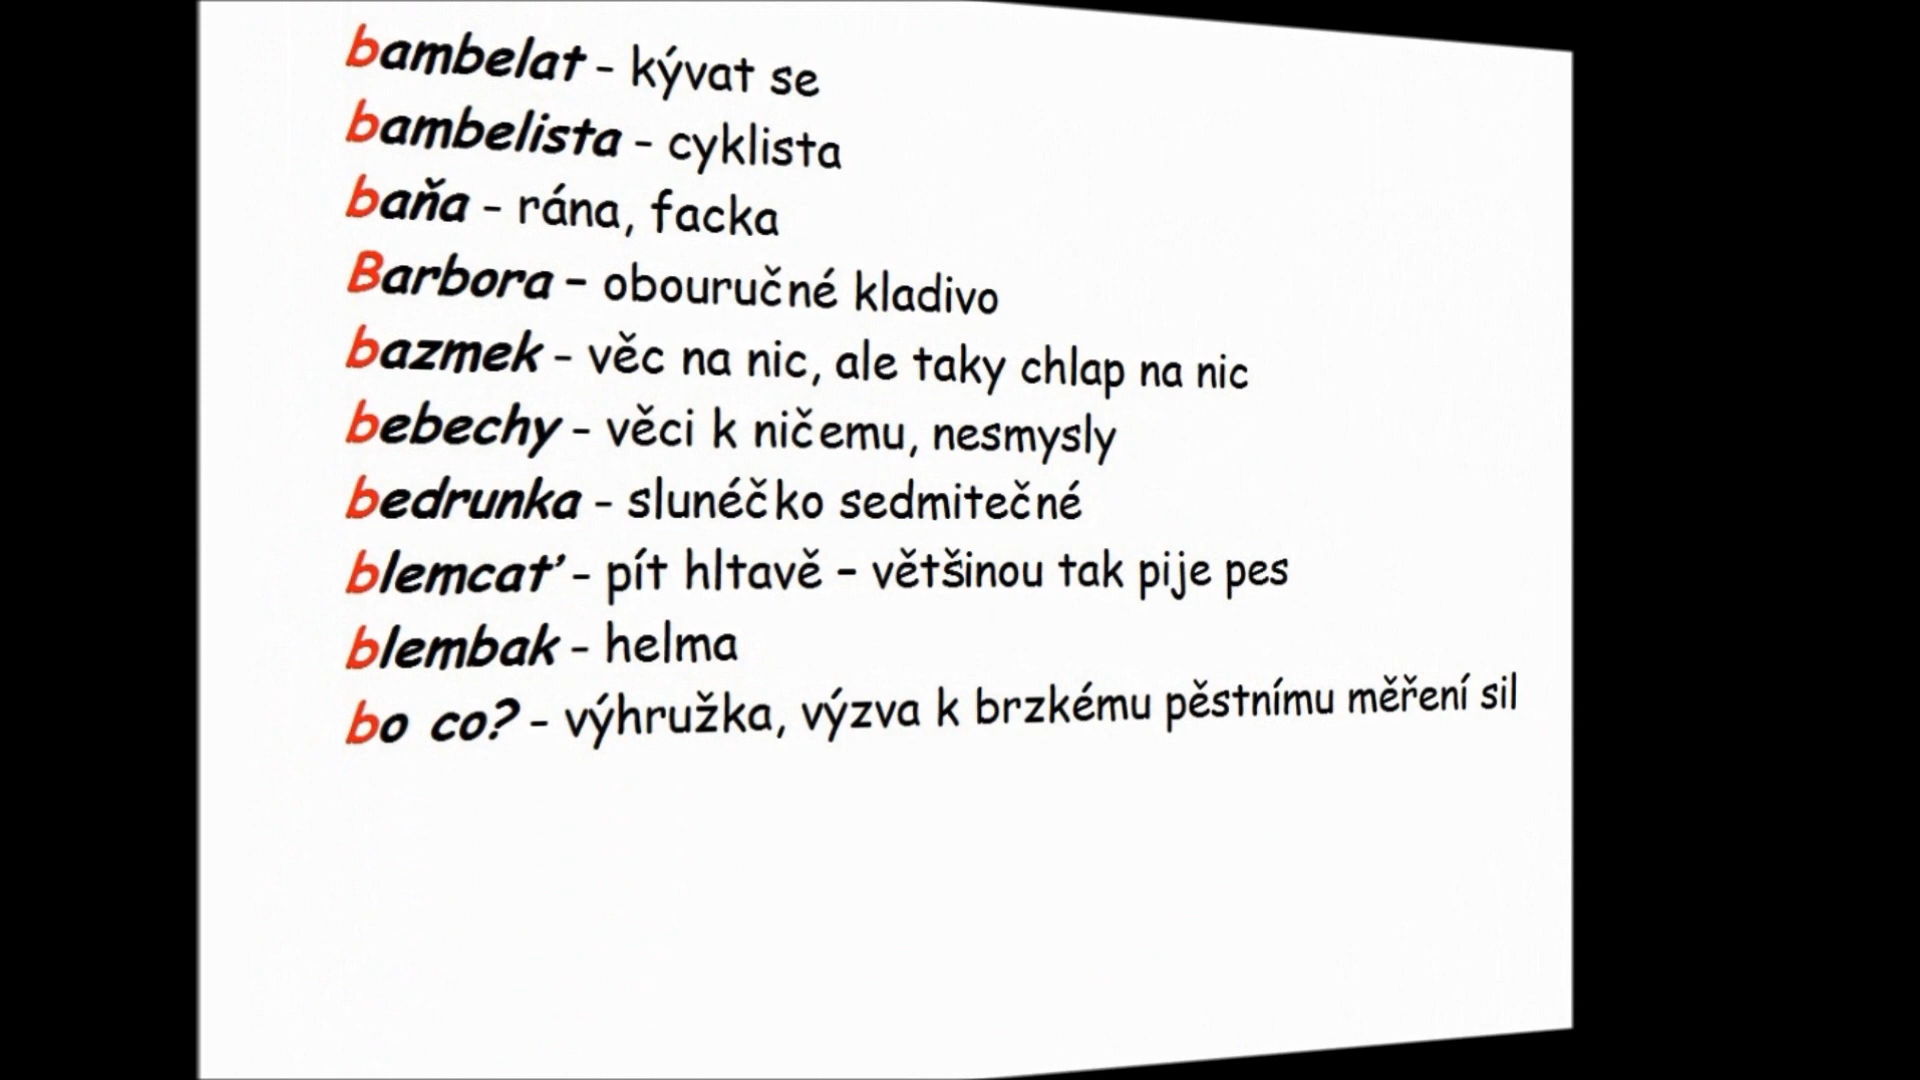 bambelat - kývat se
bambelista - cyklista
baňa - rána, facka
Barbora – obouručné kladivo
bazmek - věc na nic, ale taky chlap na nic
bebechy - věci k ničemu, nesmysly
bedrunka - slunéčko sedmitečné
blemcať - pít hltavě – většinou tak pije pes
blembak - helma
bo co? - výhružka, výzva k brzkému pěstnímu měření sil